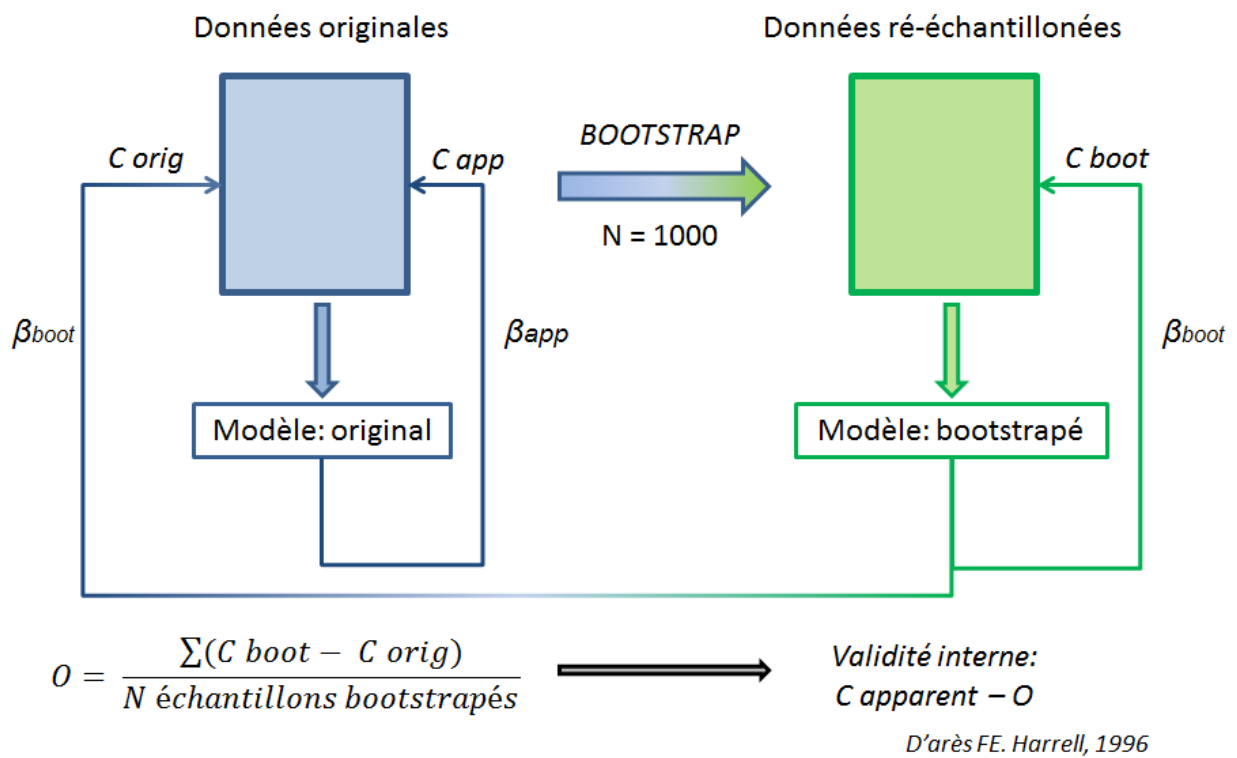 Données originales
Données ré-échantillonées
C orig
C app
BOOTSTRAP
N = 1000
C boot
βboot
βapp
βboot
Modèle: original
Modèle: bootstrapé
O = ∑(C boot − C orig)
N échantillons bootstrapés
Validité interne:
C apparent – O
D'arès FE. Harrell, 1996